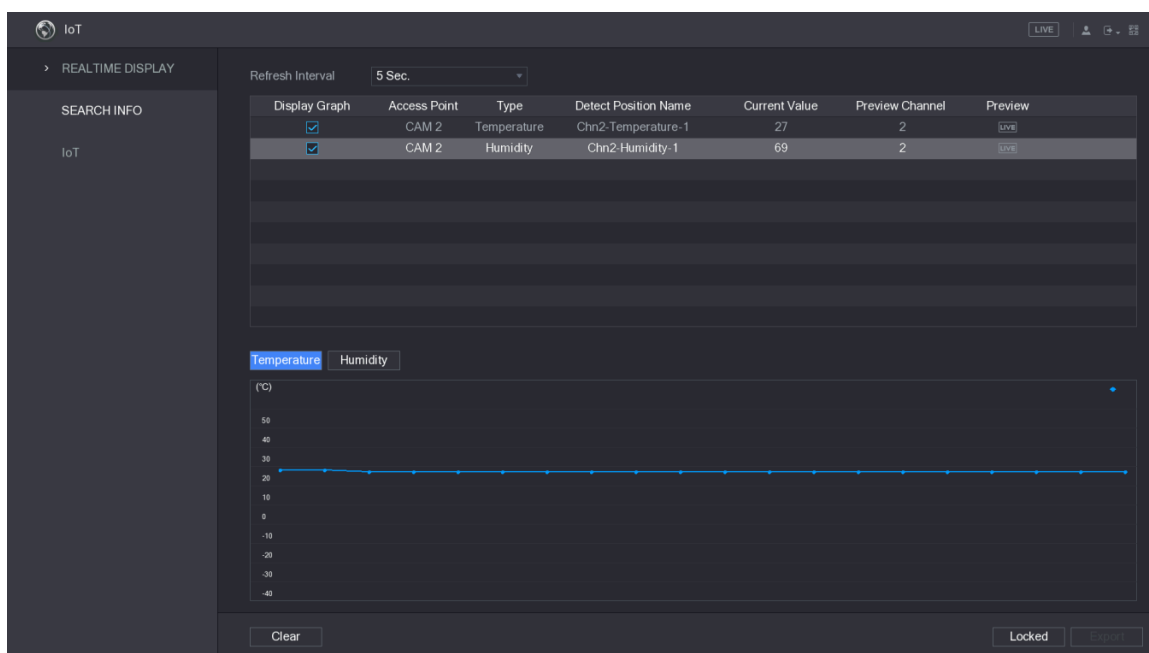 IoT LIVE
REALTIME DISPLAY
SEARCH INFO
IoT
Refresh Interval 5 Sec.
Display Graph Access Point Type Detect Position Name Current Value Preview Channel Preview
CAM 2 Temperature Chn2-Temperature-1 27 2 LIVE
CAM 2 Humidity Chn2-Humidity-1 69 2 LIVE
Temperature Humidity
(°C)
50
40
30
20
10
0
-10
-20
-30
-40
Clear Locked Export